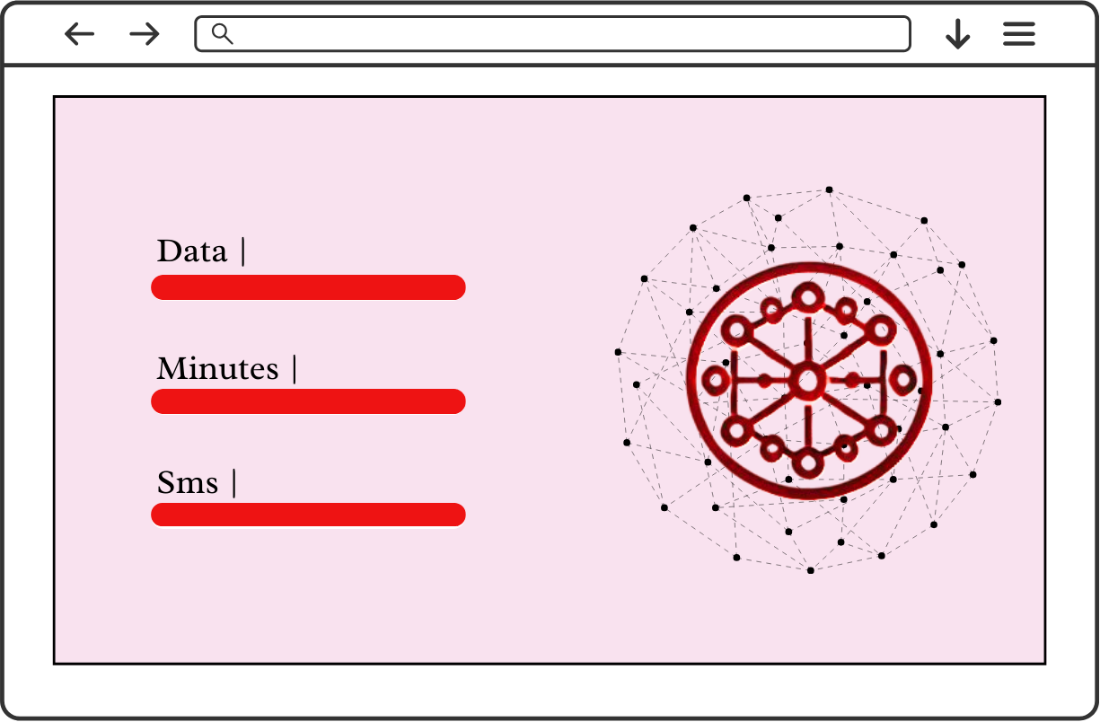 Data |
Minutes |
Sms |